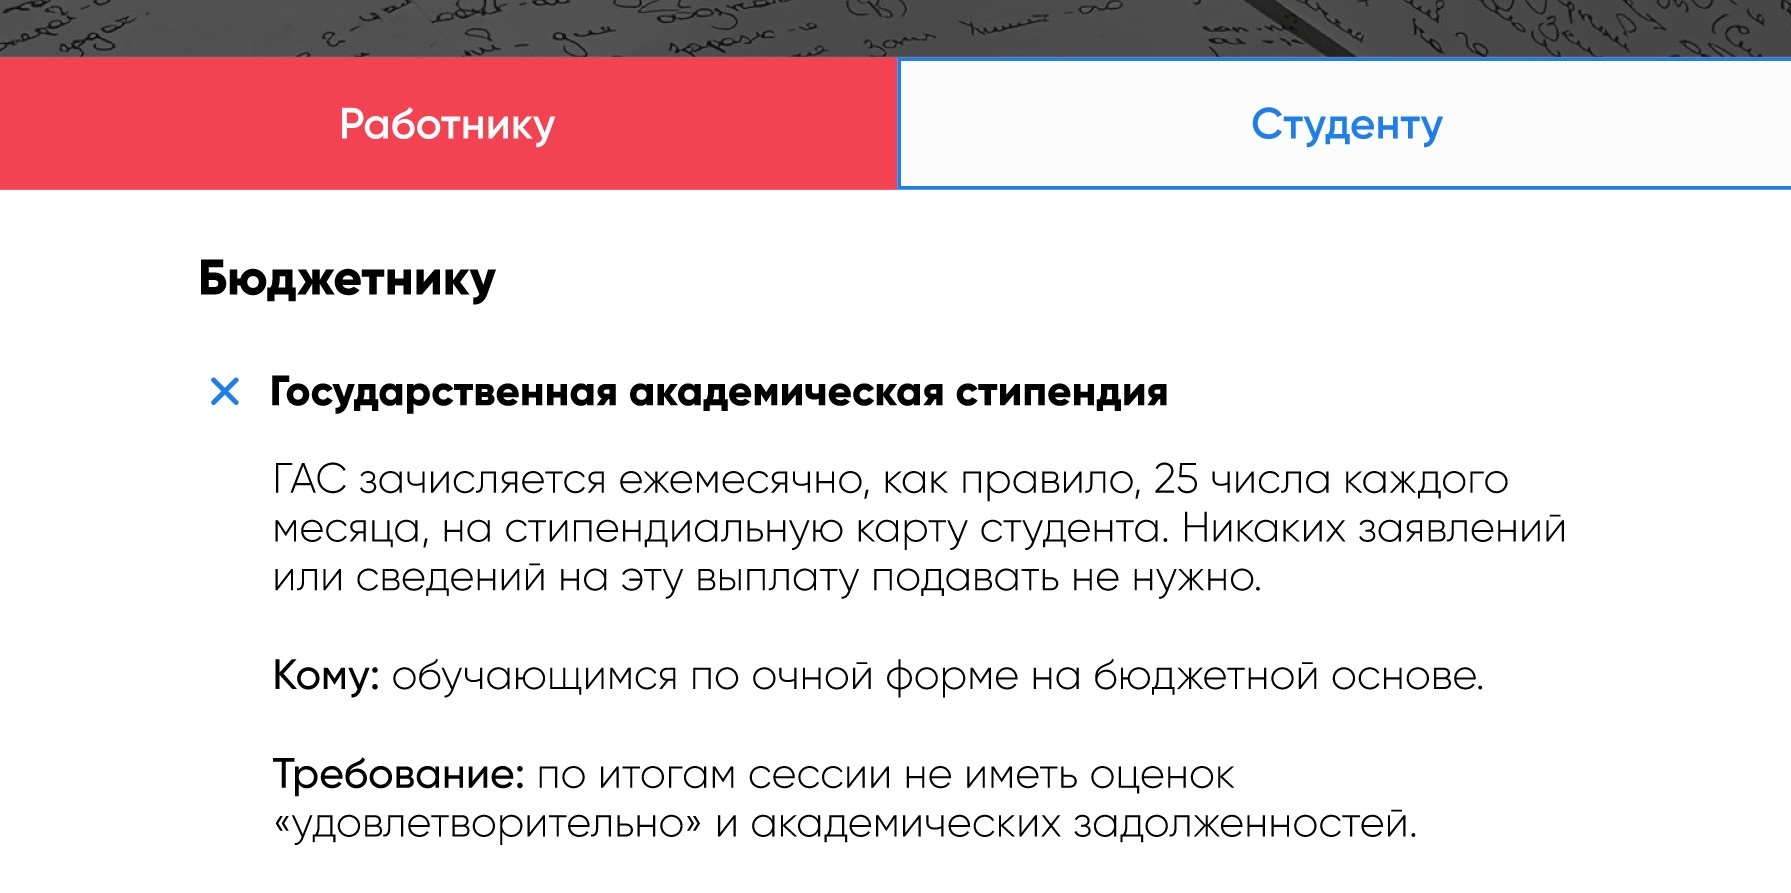 Работнику
Студенту
Бюджетнику
Государственная академическая стипендия
ГАС зачисляется ежемесячно, как правило, 25 числа каждого
месяца, на стипендиальную карту студента. Никаких заявлений
или сведений на эту выплату подавать не нужно.
Кому: обучающимся по очной форме на бюджетной основе.
Требование: по итогам сессии не иметь оценок
«удовлетворительно» и академических задолженностей.